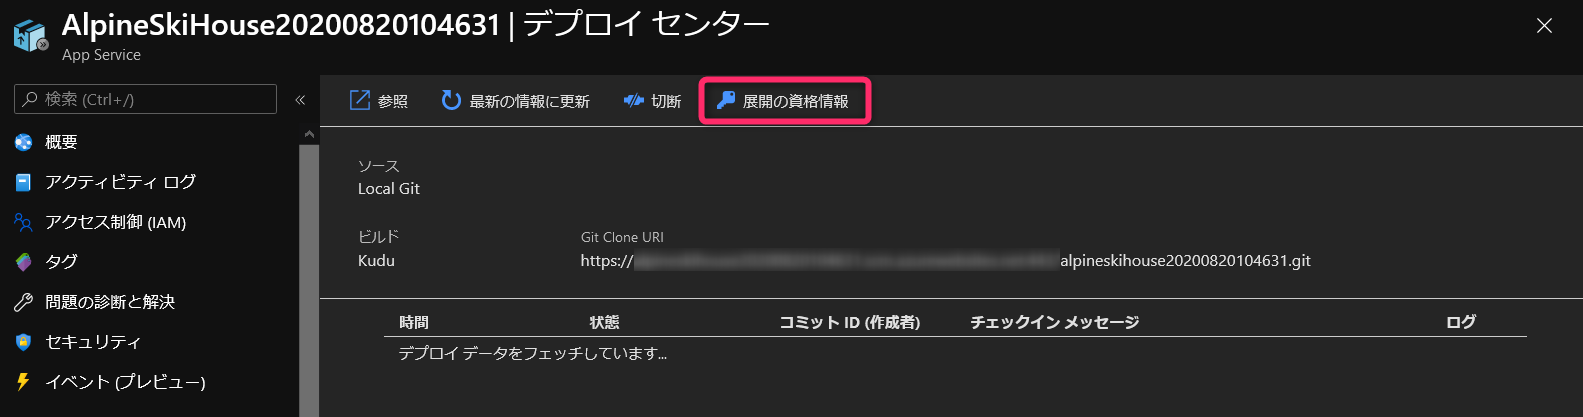 AlpineSkiHouse20200820104631 | デプロイ センター
App Service
検索 (Ctrl+/)
«
概要
アクティビティ ログ
アクセス制御 (IAM)
タグ
問題の診断と解決
セキュリティ
イベント (プレビュー)
参照
最新の情報に更新
切断
展開の資格情報
ソース
Local Git
ビルド
Kudu
Git Clone URI
https:// alpineskihouse20200820104631.git
時間 状態 コミット ID (作成者) チェックイン メッセージ ログ
デプロイ データをフェッチしています...